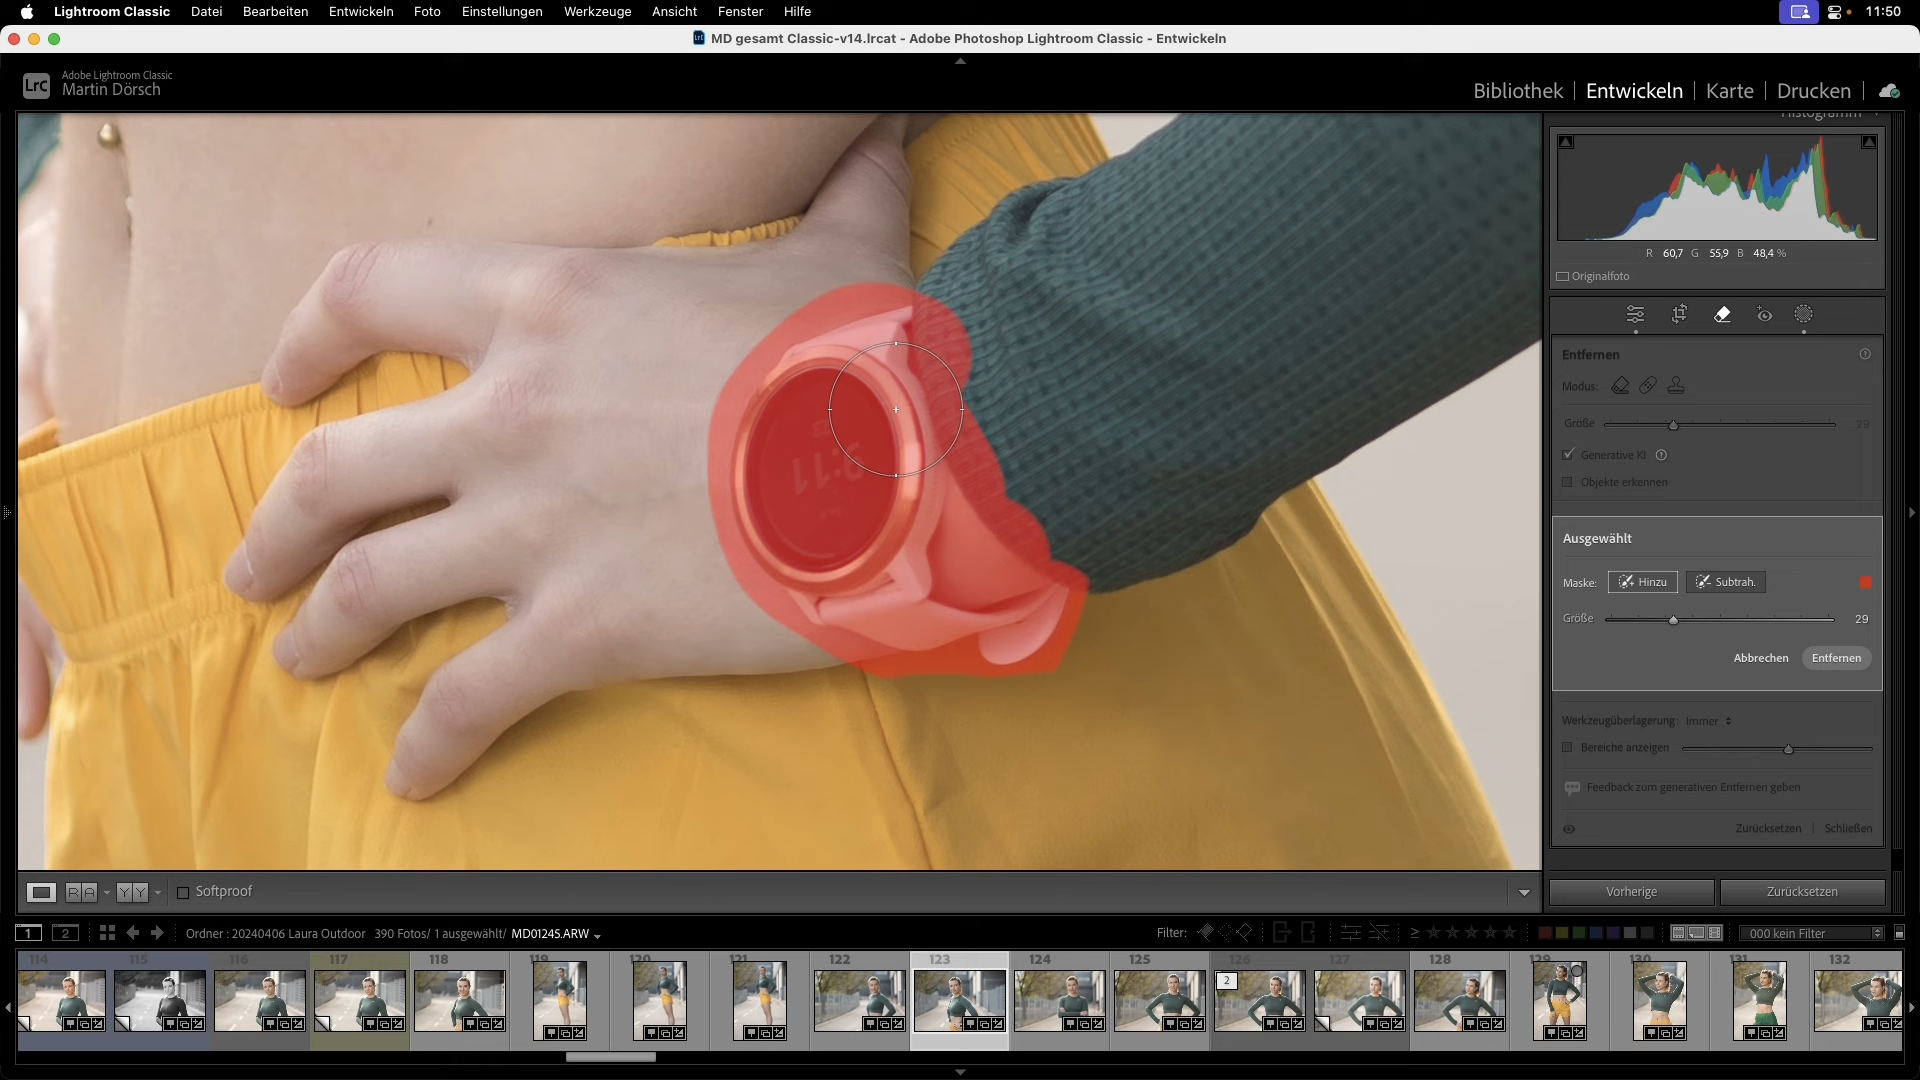 Lightroom Classic Datei Bearbeiten Entwickeln Foto Einstellungen Werkzeuge Ansicht Fenster Hilfe 11:50
MD gesamt Classic-v14.lrcat - Adobe Photoshop Lightroom Classic - Entwickeln
LrC
Adobe Lightroom Classic
Martin Dörsch
Bibliothek | Entwickeln | Karte | Drucken |
Histogramm
R 60,7 G 55,9 B 48,4 %
Originalfoto
Entfernen
Modus:
Größe 29
Generative KI
Objekte erkennen
9:11
Ausgewählt
Maske: Hinzu Subtrah.
Größe 29
Abbrechen Entfernen
Werkzeugüberlagerung: Immer
Bereiche anzeigen
Feedback zum generativen Entfernen geben
Zurücksetzen | Schließen
R A Y Y Softproof
Vorherige Zurücksetzen
1 2 Ordner : 20240406 Laura Outdoor 390 Fotos/ 1 ausgewählt/ MD01245.ARW Filter: ≥ 000 kein Filter
114 115 116 117 118 119 120 121 122 123 124 125 126 127 128 129 130 131 132
2